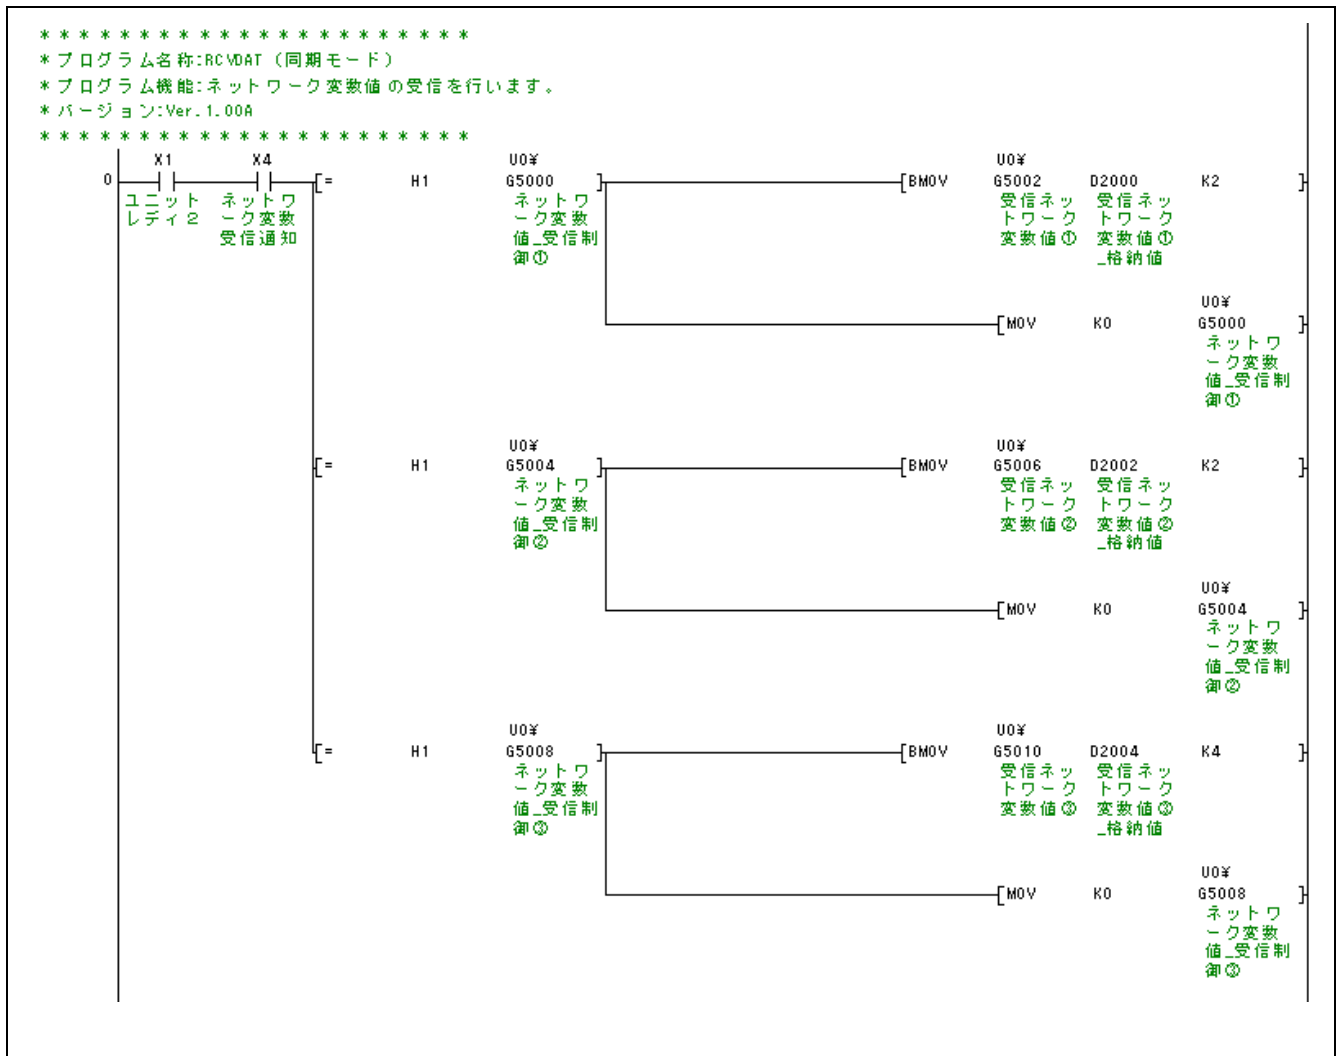 * * * * * * * * * * * * * * * * * * * * * *
*プログラム名称:RCVDAT（同期モード）
*プログラム機能:ネットワーク変数値の受信を行います。
*バージョン:Ver.1.00A
* * * * * * * * * * * * * * * * * * * * * *
X1 X4 U0¥ U0¥
0 [= H1 G5000 ] [BMOV G5002 D2000 K2 ]
ユニット ネットワ ネットワ 受信ネッ 受信ネッ
レディ2 ーク変数 ーク変数 トワーク トワーク
受信通知 値_受信制 変数値① 変数値①
御① _格納値
U0¥
[MOV K0 G5000 ]
ネットワ
ーク変数
値_受信制
御①
U0¥ U0¥
[= H1 G5004 ] [BMOV G5006 D2002 K2 ]
ネットワ 受信ネッ 受信ネッ
ーク変数 トワーク トワーク
値_受信制 変数値② 変数値②
御② _格納値
U0¥
[MOV K0 G5004 ]
ネットワ
ーク変数
値_受信制
御②
U0¥ U0¥
[= H1 G5008 ] [BMOV G5010 D2004 K4 ]
ネットワ 受信ネッ 受信ネッ
ーク変数 トワーク トワーク
値_受信制 変数値③ 変数値③
御③ _格納値
U0¥
[MOV K0 G5008 ]
ネットワ
ーク変数
値_受信制
御③